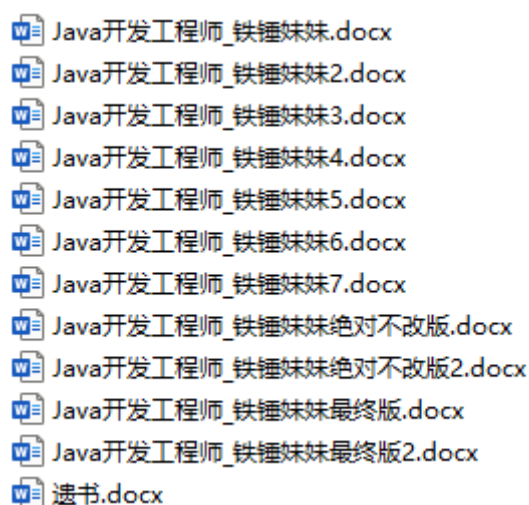 Java开发工程师_铁锤妹妹.docx
Java开发工程师_铁锤妹妹2.docx
Java开发工程师_铁锤妹妹3.docx
Java开发工程师_铁锤妹妹4.docx
Java开发工程师_铁锤妹妹5.docx
Java开发工程师_铁锤妹妹6.docx
Java开发工程师_铁锤妹妹7.docx
Java开发工程师_铁锤妹妹绝对不改版.docx
Java开发工程师_铁锤妹妹绝对不改版2.docx
Java开发工程师_铁锤妹妹最终版.docx
Java开发工程师_铁锤妹妹最终版2.docx
遗书.docx